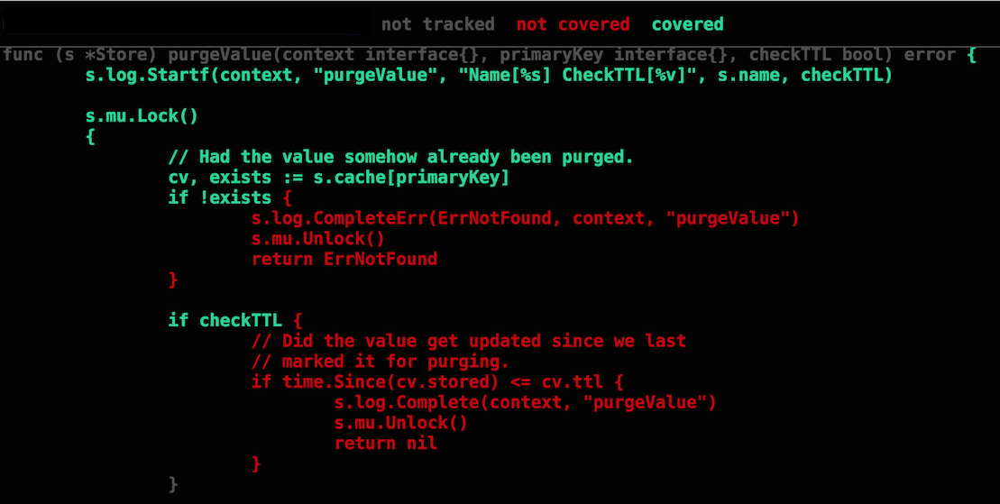 not tracked not covered covered
func (s *Store) purgeValue(context interface{}, primaryKey interface{}, checkTTL bool) error {
        s.log.Startf(context, "purgeValue", "Name[%s] CheckTTL[%v]", s.name, checkTTL)

        s.mu.Lock()
        {
                // Had the value somehow already been purged.
                cv, exists := s.cache[primaryKey]
                if !exists {
                        s.log.CompleteErr(ErrNotFound, context, "purgeValue")
                        s.mu.Unlock()
                        return ErrNotFound
                }

                if checkTTL {
                        // Did the value get updated since we last
                        // marked it for purging.
                        if time.Since(cv.stored) <= cv.ttl {
                                s.log.Complete(context, "purgeValue")
                                s.mu.Unlock()
                                return nil
                        }
                }